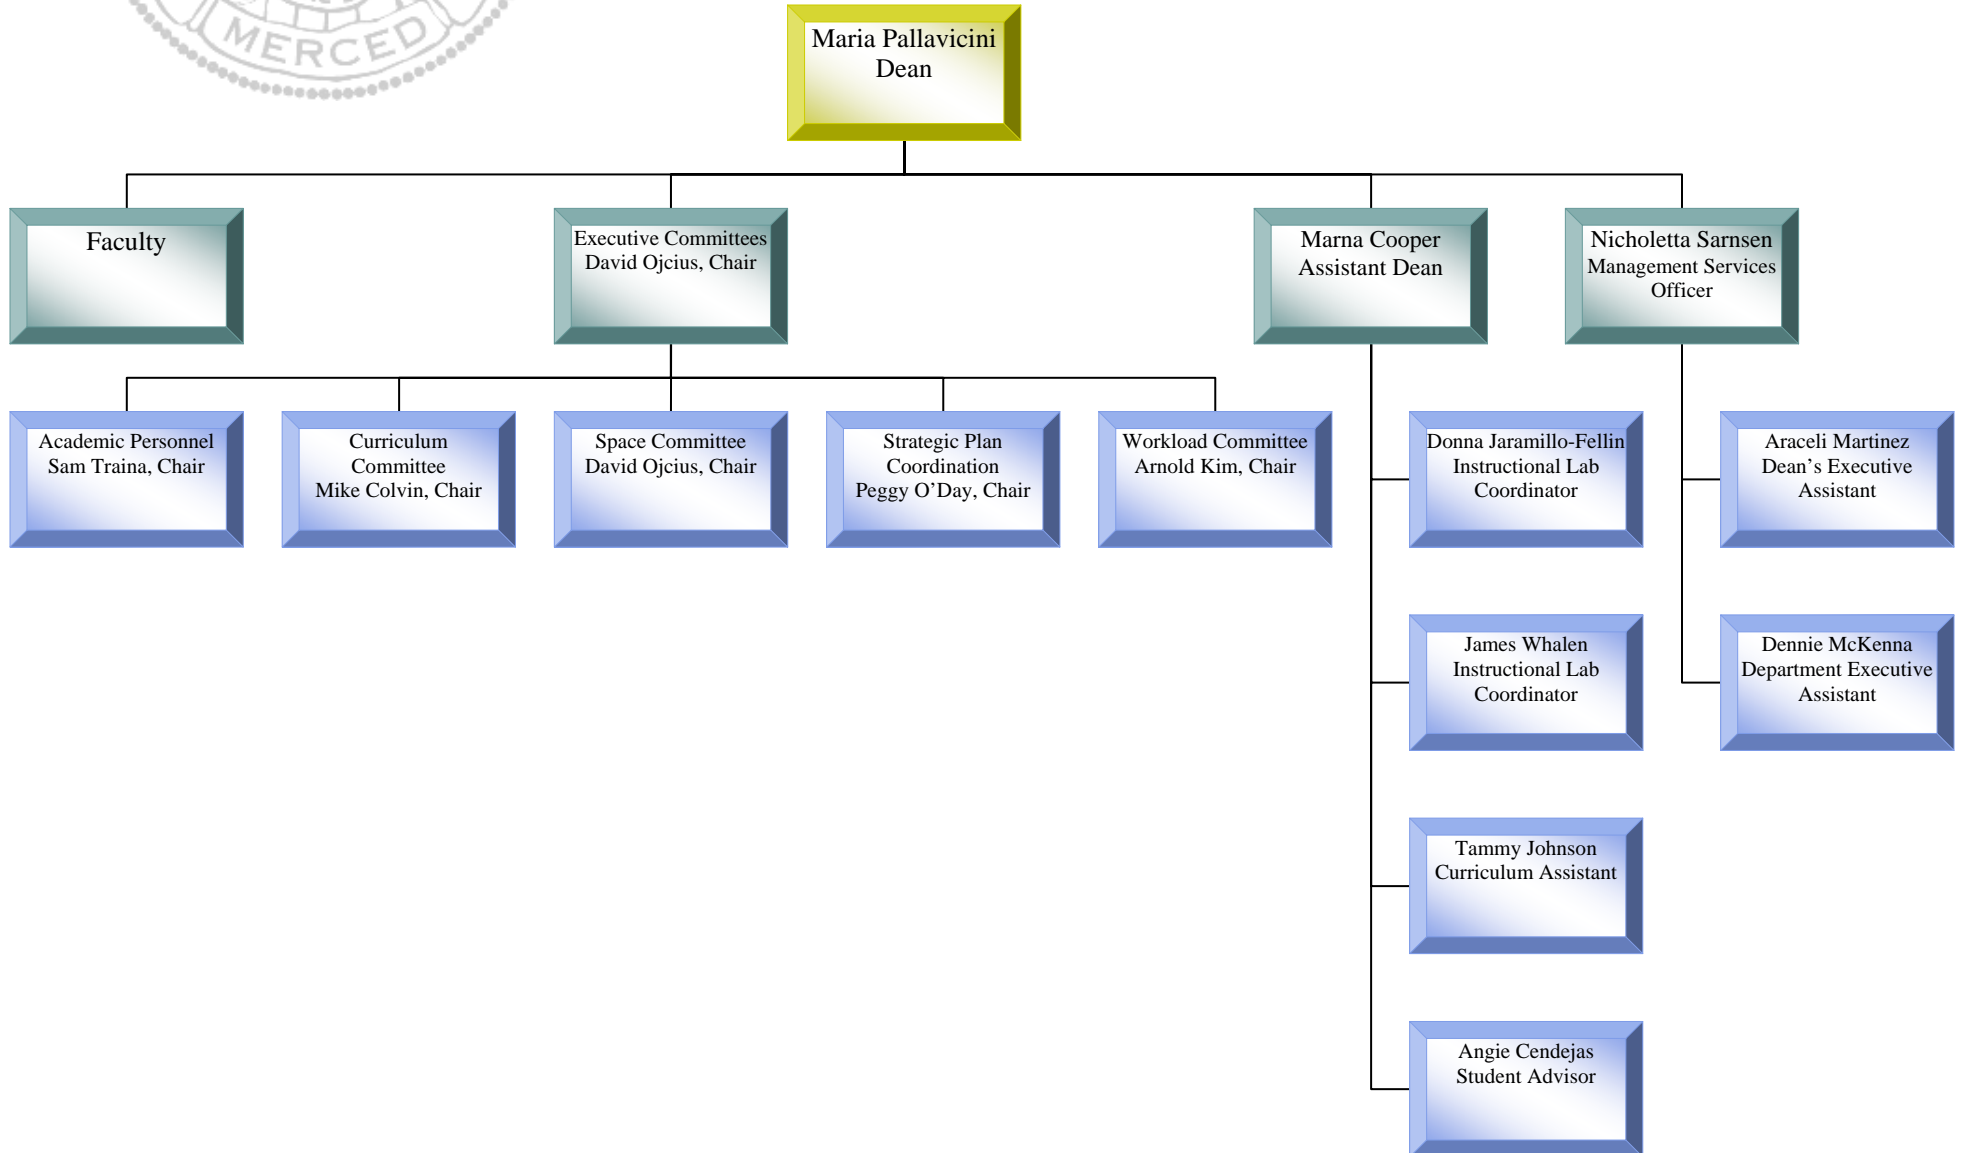 MERCED
Maria Pallavicini
Dean
Faculty
Executive Committees
David Ojcius, Chair
Marna Cooper
Assistant Dean
Nicholetta Sarnsen
Management Services
Officer
Academic Personnel
Sam Traina, Chair
Curriculum
Committee
Mike Colvin, Chair
Space Committee
David Ojcius, Chair
Strategic Plan
Coordination
Peggy O’Day, Chair
Workload Committee
Arnold Kim, Chair
Donna Jaramillo-Fellin
Instructional Lab
Coordinator
Araceli Martinez
Dean’s Executive
Assistant
James Whalen
Instructional Lab
Coordinator
Dennie McKenna
Department Executive
Assistant
Tammy Johnson
Curriculum Assistant
Angie Cendejas
Student Advisor